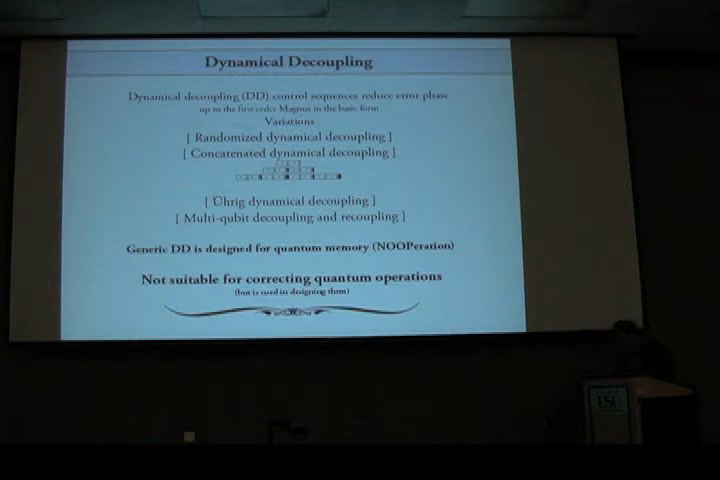 Dynamical Decoupling
Dynamical decoupling (DD) control sequences reduce error phase
up to the first order Magnus in the basic form
Variations
[ Randomized dynamical decoupling ]
[ Concatenated dynamical decoupling ]
[ Ührig dynamical decoupling ]
[ Multi-qubit decoupling and recoupling ]
Generic DD is designed for quantum memory (NOOPeration)
Not suitable for correcting quantum operations
(but is used in designing them)
USC